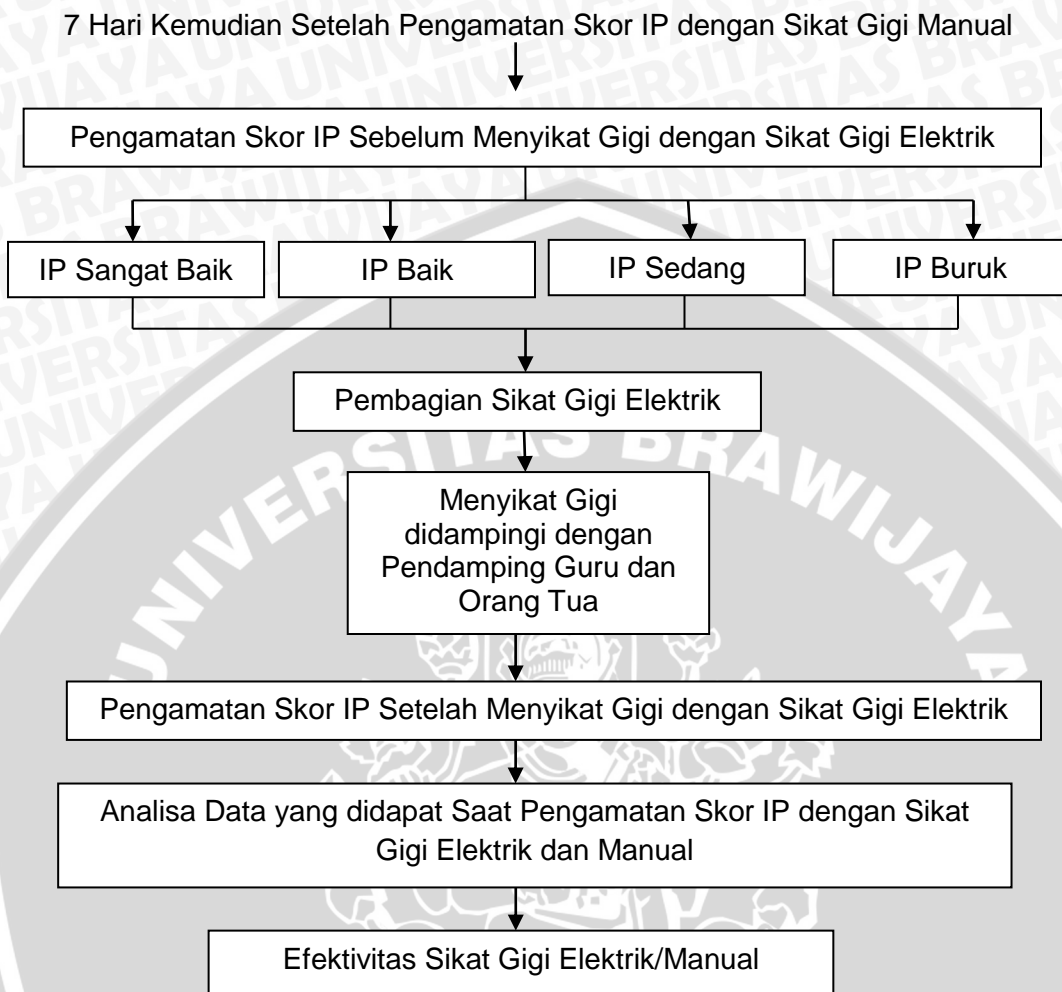 7 Hari Kemudian Setelah Pengamatan Skor IP dengan Sikat Gigi Manual
Pengamatan Skor IP Sebelum Menyikat Gigi dengan Sikat Gigi Elektrik
IP Sangat Baik
IP Baik
IP Sedang
IP Buruk
Pembagian Sikat Gigi Elektrik
UNIVERSITAS BRAWIJAYA
Menyikat Gigi
didampingi dengan
Pendamping Guru dan
Orang Tua
Pengamatan Skor IP Setelah Menyikat Gigi dengan Sikat Gigi Elektrik
Analisa Data yang didapat Saat Pengamatan Skor IP dengan Sikat
Gigi Elektrik dan Manual
Efektivitas Sikat Gigi Elektrik/Manual